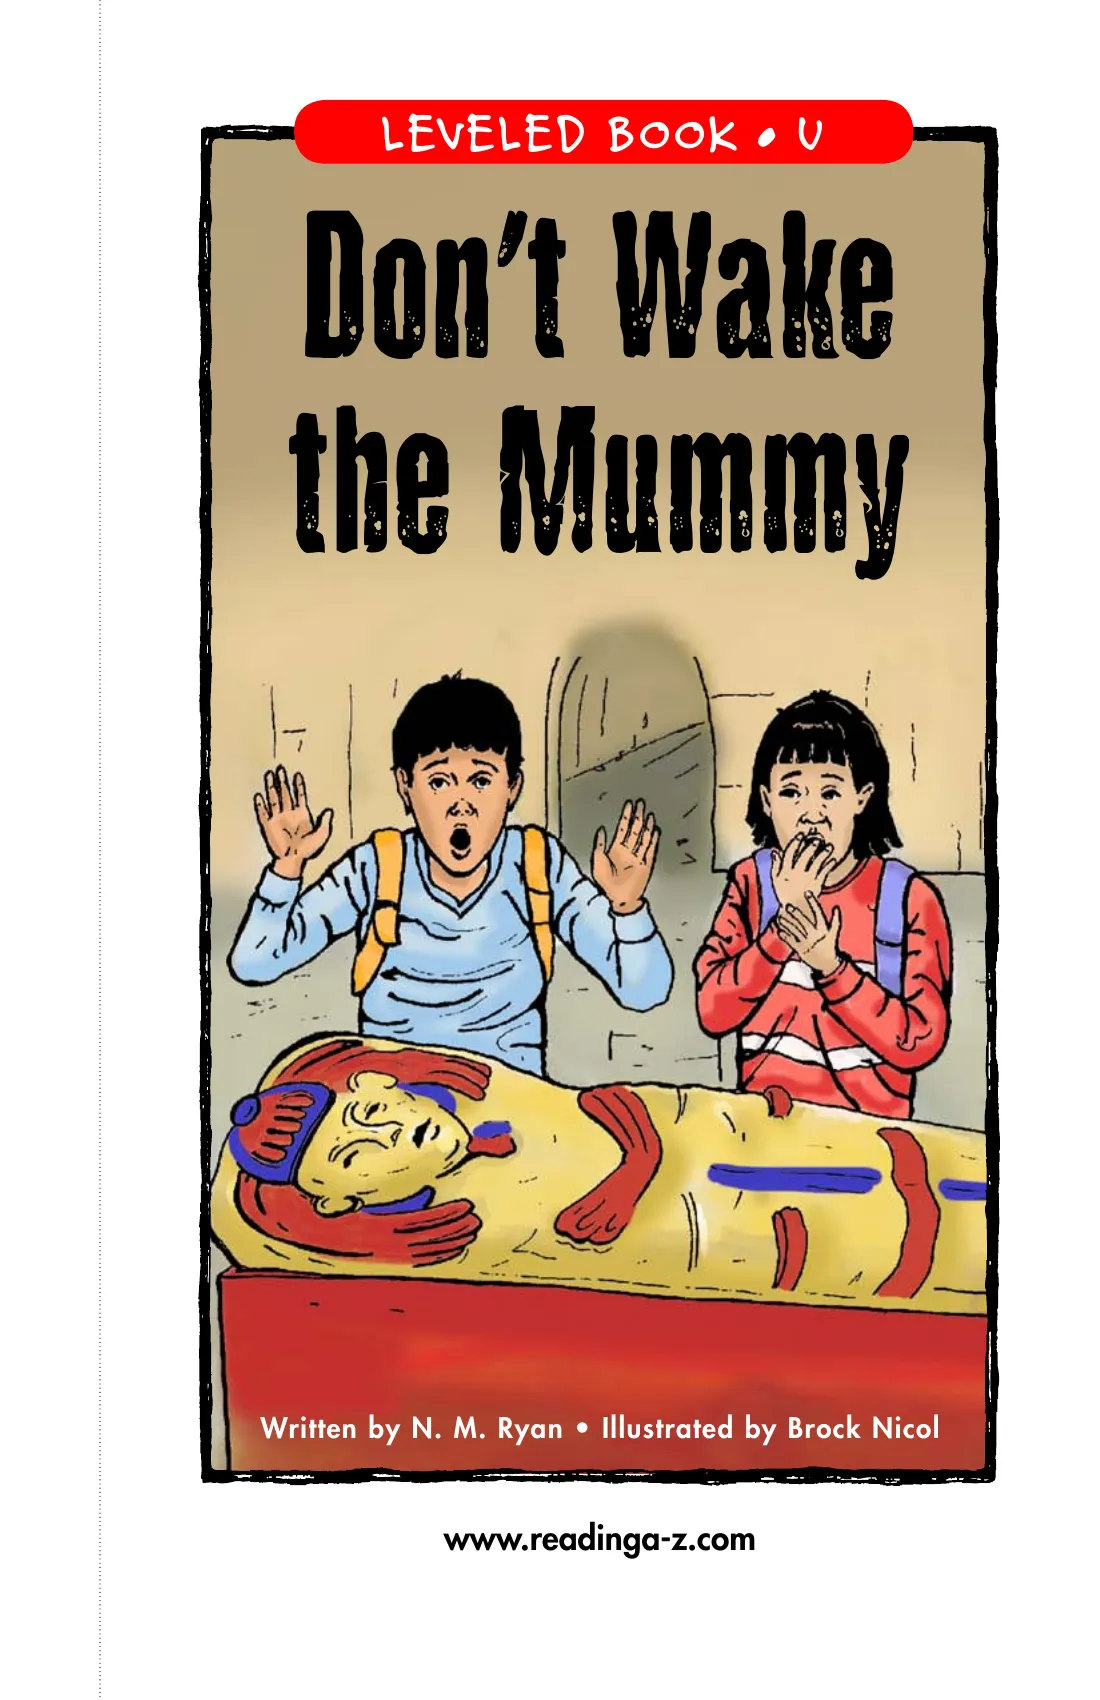 LEVELED BOOK • U
Don't Wake
the Mummy
Written by N. M. Ryan • Illustrated by Brock Nicol
www.readinga-z.com